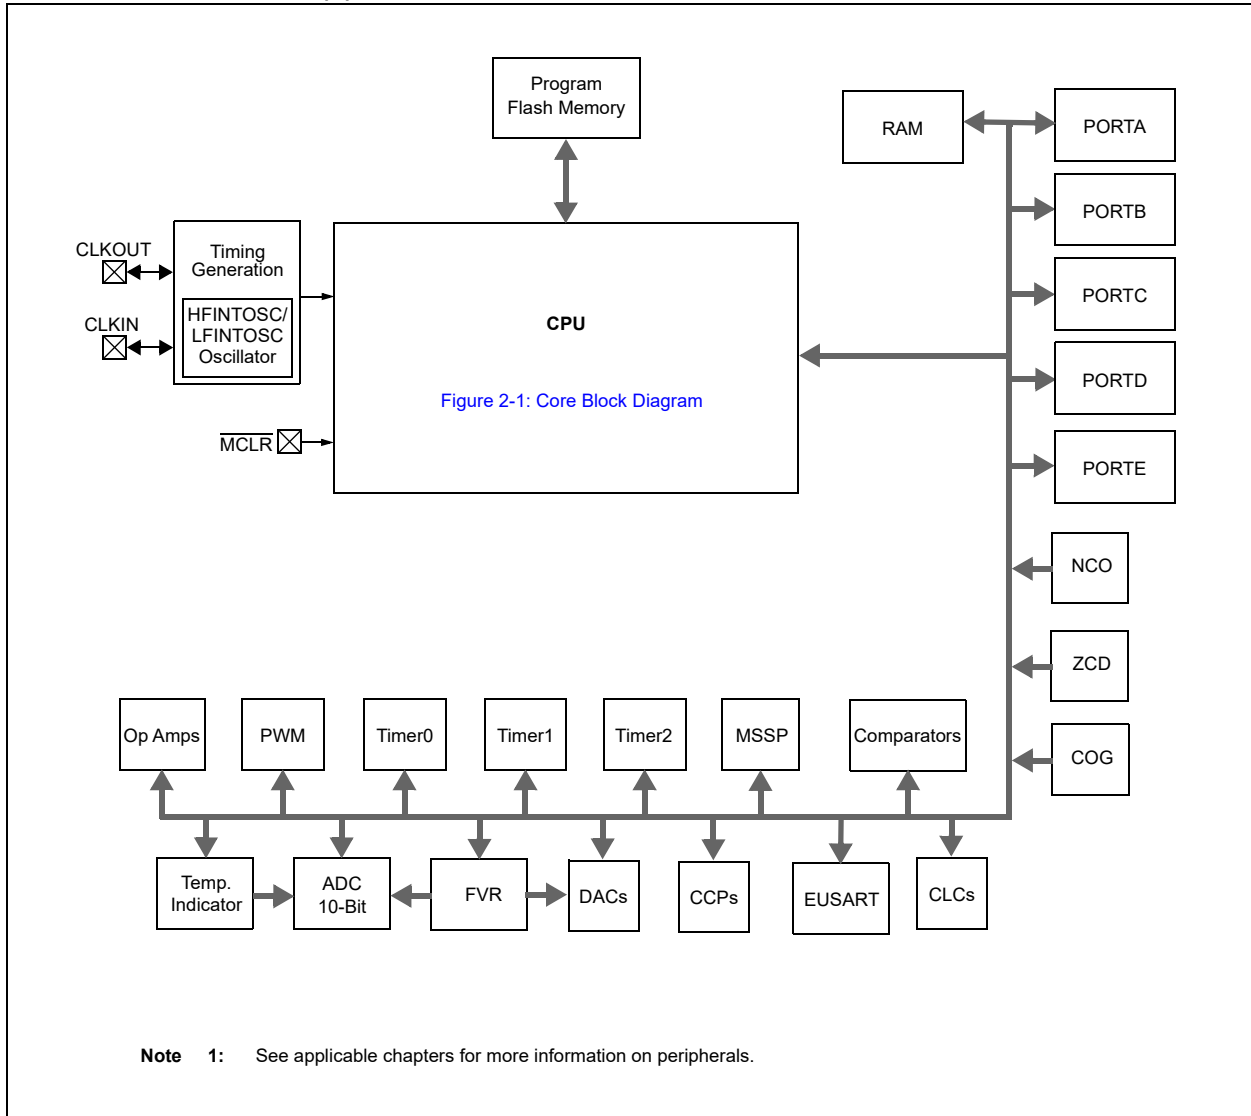 Program
Flash Memory
RAM
PORTA
PORTB
CLKOUT
Timing
Generation
PORTC
HFINTOSC/
LFINTOSC
Oscillator
CLKIN
CPU
PORTD
Figure 2-1: Core Block Diagram
MCLR
PORTE
NCO
ZCD
Op Amps
PWM
Timer0
Timer1
Timer2
MSSP
Comparators
COG
Temp.
Indicator
ADC
10-Bit
FVR
DACs
CCPs
EUSART
CLCs
Note 1: See applicable chapters for more information on peripherals.